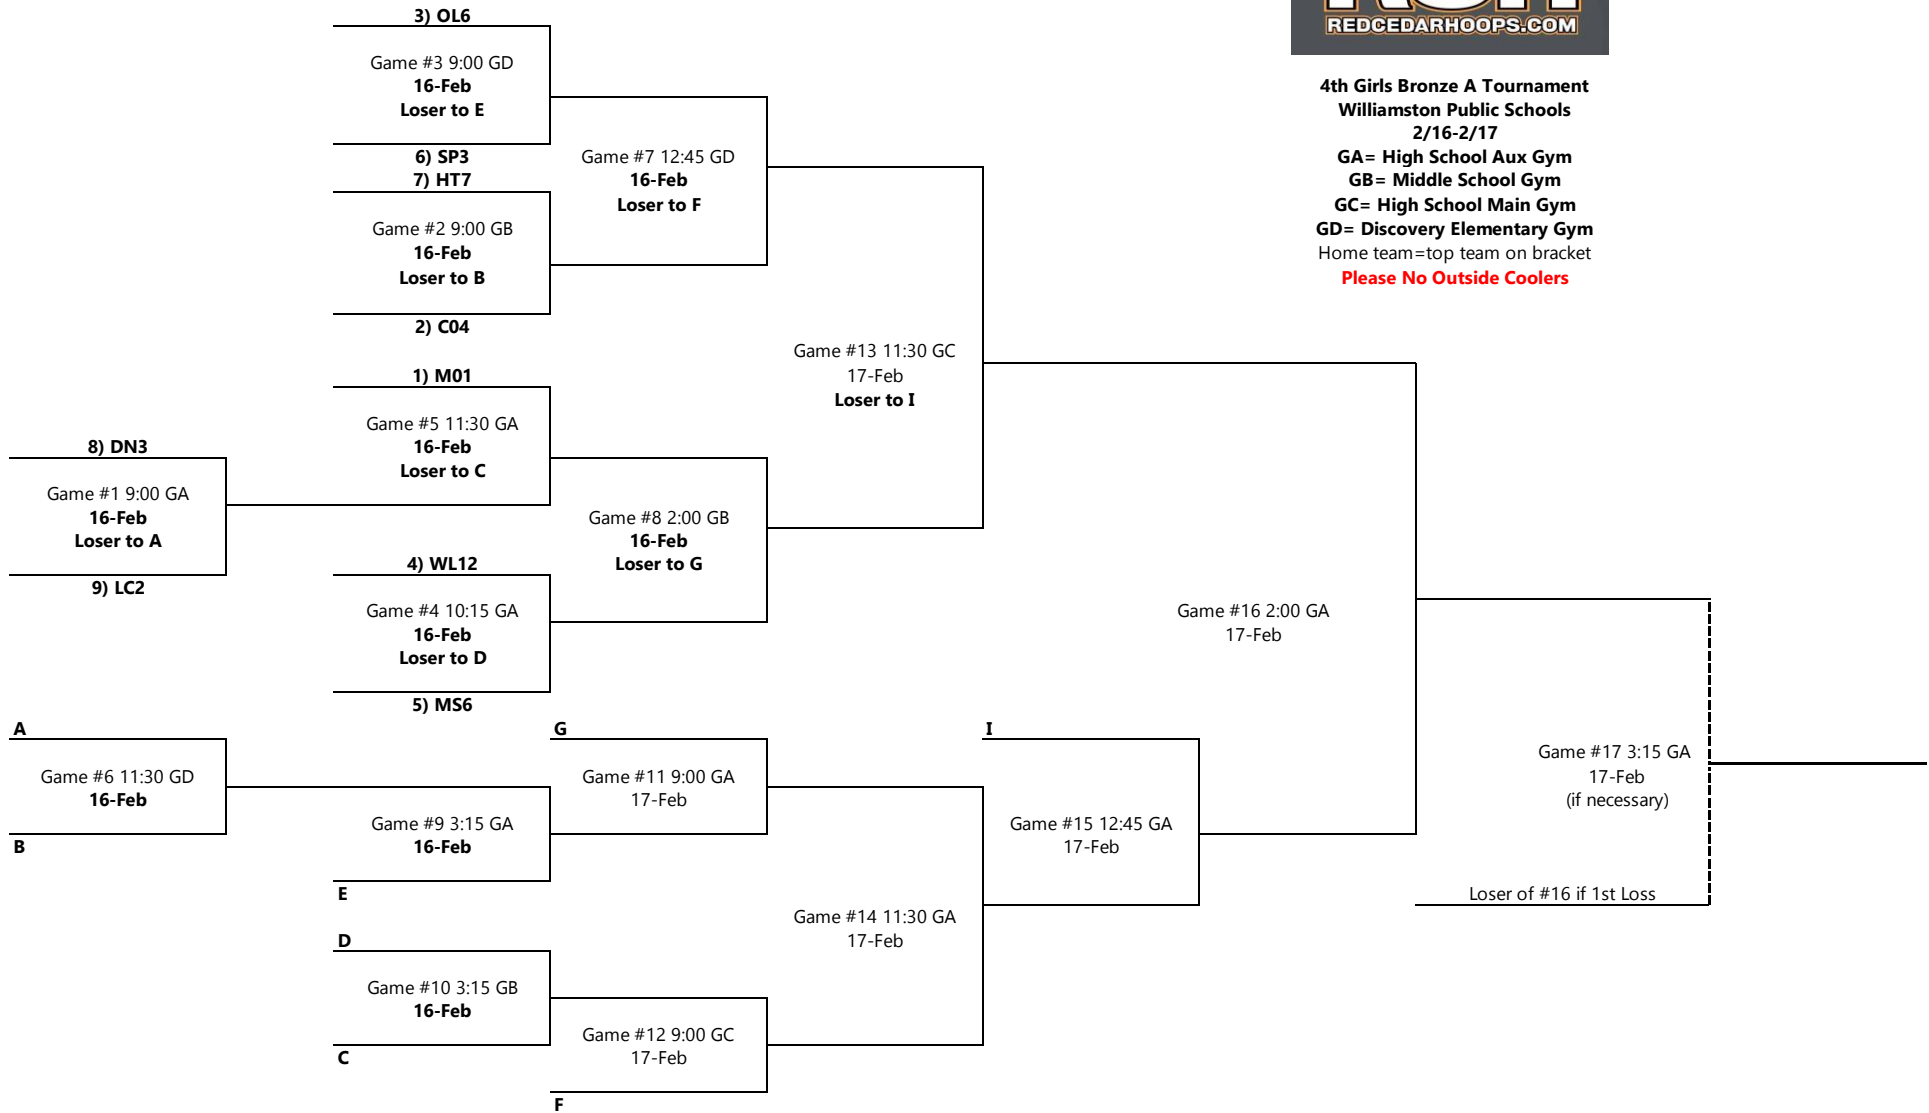 3) OL6
Game #3 9:00 GD
16-Feb
Loser to E
6) SP3
7) HT7
Game #2 9:00 GB
16-Feb
Loser to B
2) C04
Game #7 12:45 GD
16-Feb
Loser to F
1) M01
Game #5 11:30 GA
16-Feb
Loser to C
8) DN3
Game #1 9:00 GA
16-Feb
Loser to A
9) LC2
4) WL12
Game #4 10:15 GA
16-Feb
Loser to D
5) MS6
Game #8 2:00 GB
16-Feb
Loser to G
Game #13 11:30 GC
17-Feb
Loser to I
REDCEDARHOOPS.COM
4th Girls Bronze A Tournament
Williamston Public Schools
2/16-2/17
GA= High School Aux Gym
GB= Middle School Gym
GC= High School Main Gym
GD= Discovery Elementary Gym
Home team=top team on bracket
Please No Outside Coolers
Game #16 2:00 GA
17-Feb
A
Game #6 11:30 GD
16-Feb
B
Game #9 3:15 GA
16-Feb
E
D
Game #10 3:15 GB
16-Feb
C
G
Game #11 9:00 GA
17-Feb
Game #12 9:00 GC
17-Feb
F
Game #14 11:30 GA
17-Feb
I
Game #15 12:45 GA
17-Feb
Game #17 3:15 GA
17-Feb
(if necessary)
Loser of #16 if 1st Loss